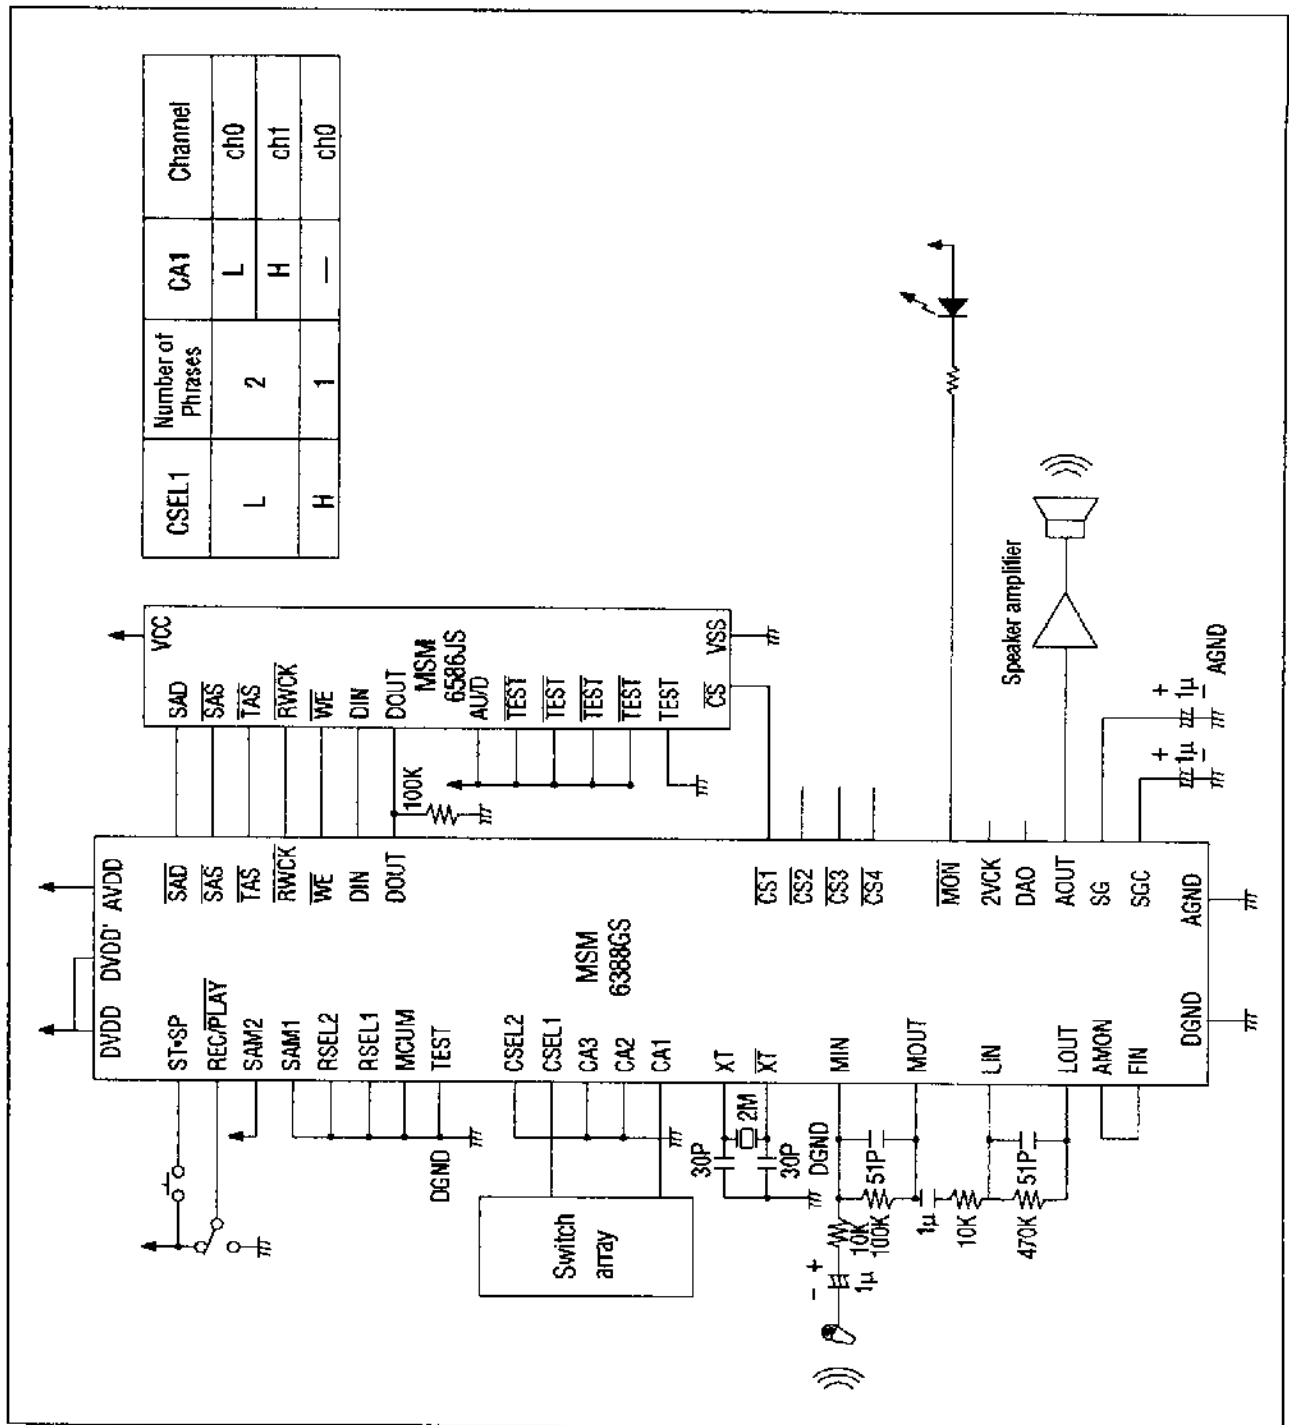 CSEL1 Number of Phrases CA1 Channel
L 2 L ch0
H ch1
H 1 — ch0
VCC
SAD
SAS
TAS
RWCK
WE
DIN
DOUT
MSM
6586JS
AU/D
TEST
TEST
TEST
TEST
TEST
CS
VSS
100K
DVDD
DVDD'
AVDD
SAD
SAS
TAS
RWCK
WE
DIN
DOUT
CS1
CS2
CS3
CS4
MON
2VCK
DAO
AOUT
SG
SGC
MSM
6388GS
ST•SP
REC/PLAY
SAM2
SAM1
RSEL2
RSEL1
MCUM
TEST
CSEL2
CSEL1
CA3
CA2
CA1
XT
XT
MIN
MOUT
LIN
LOUT
AMON
FIN
DGND
AGND
DGND
Switch
array
30P
2M
30P
DGND
- +
1μ
10K
100K
51P
1μ
10K
470K
51P
Speaker amplifier
+
1μ
-
+
1μ
-
AGND